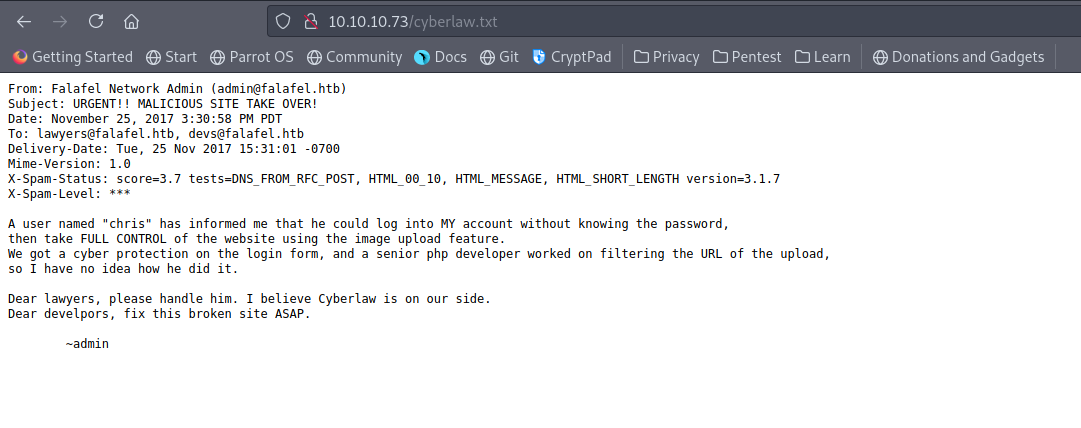 10.10.10.73/cyberlaw.txt
Getting Started Start Parrot OS Community Docs Git CryptPad Privacy Pentest Learn Donations and Gadgets
From: Falafel Network Admin (admin@falafel.htb)
Subject: URGENT!! MALICIOUS SITE TAKE OVER!
Date: November 25, 2017 3:30:58 PM PDT
To: lawyers@falafel.htb, devs@falafel.htb
Delivery-Date: Tue, 25 Nov 2017 15:31:01 -0700
Mime-Version: 1.0
X-Spam-Status: score=3.7 tests=DNS_FROM_RFC_POST, HTML_00_10, HTML_MESSAGE, HTML_SHORT_LENGTH version=3.1.7
X-Spam-Level: ***
A user named "chris" has informed me that he could log into MY account without knowing the password,
then take FULL CONTROL of the website using the image upload feature.
We got a cyber protection on the login form, and a senior php developer worked on filtering the URL of the upload,
so I have no idea how he did it.
Dear lawyers, please handle him. I believe Cyberlaw is on our side.
Dear develpors, fix this broken site ASAP.
~admin